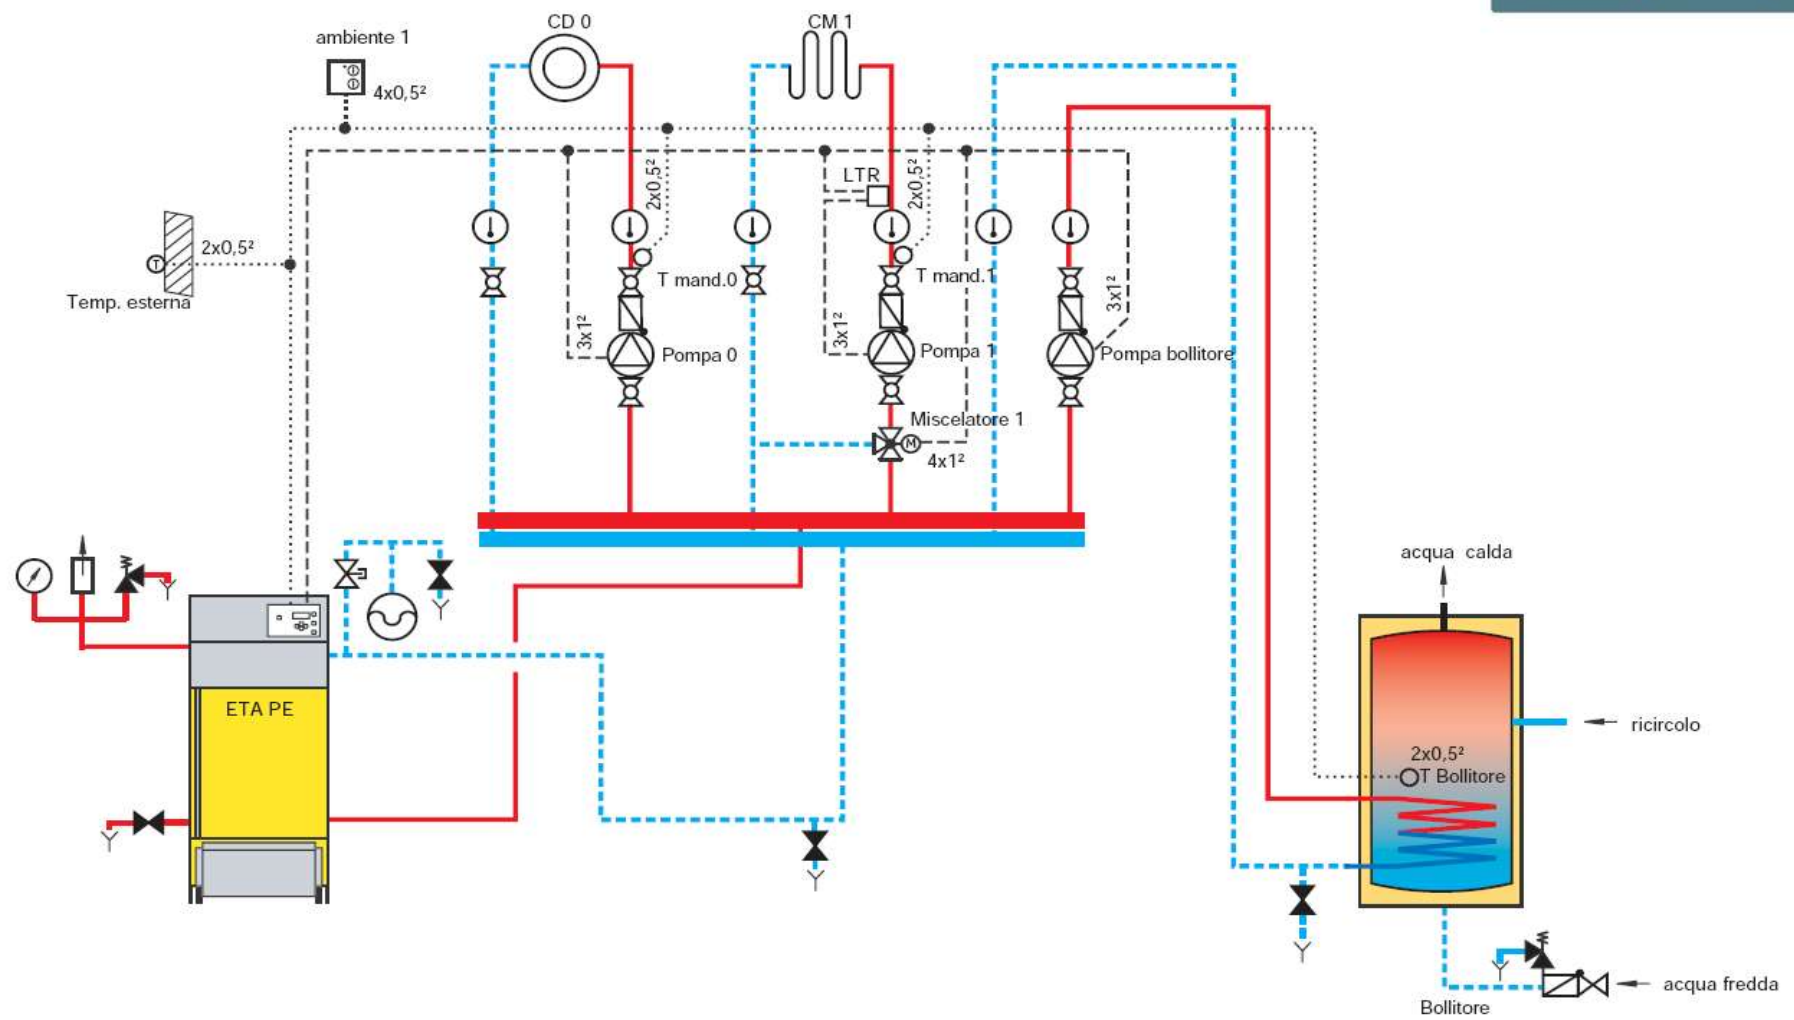 CD 0
CM 1
ambiente 1
4x0,5²
2x0,5²
LTR
2x0,5²
2x0,5²
T
Temp. esterna
T mand.0
T mand.1
3x1²
3x1²
3x1²
Pompa 0
Pompa 1
Pompa bollitore
Miscelatore 1
M
4x1²
acqua calda
ETA PE
ricircolo
2x0,5²
T Bollitore
acqua fredda
Bollitore